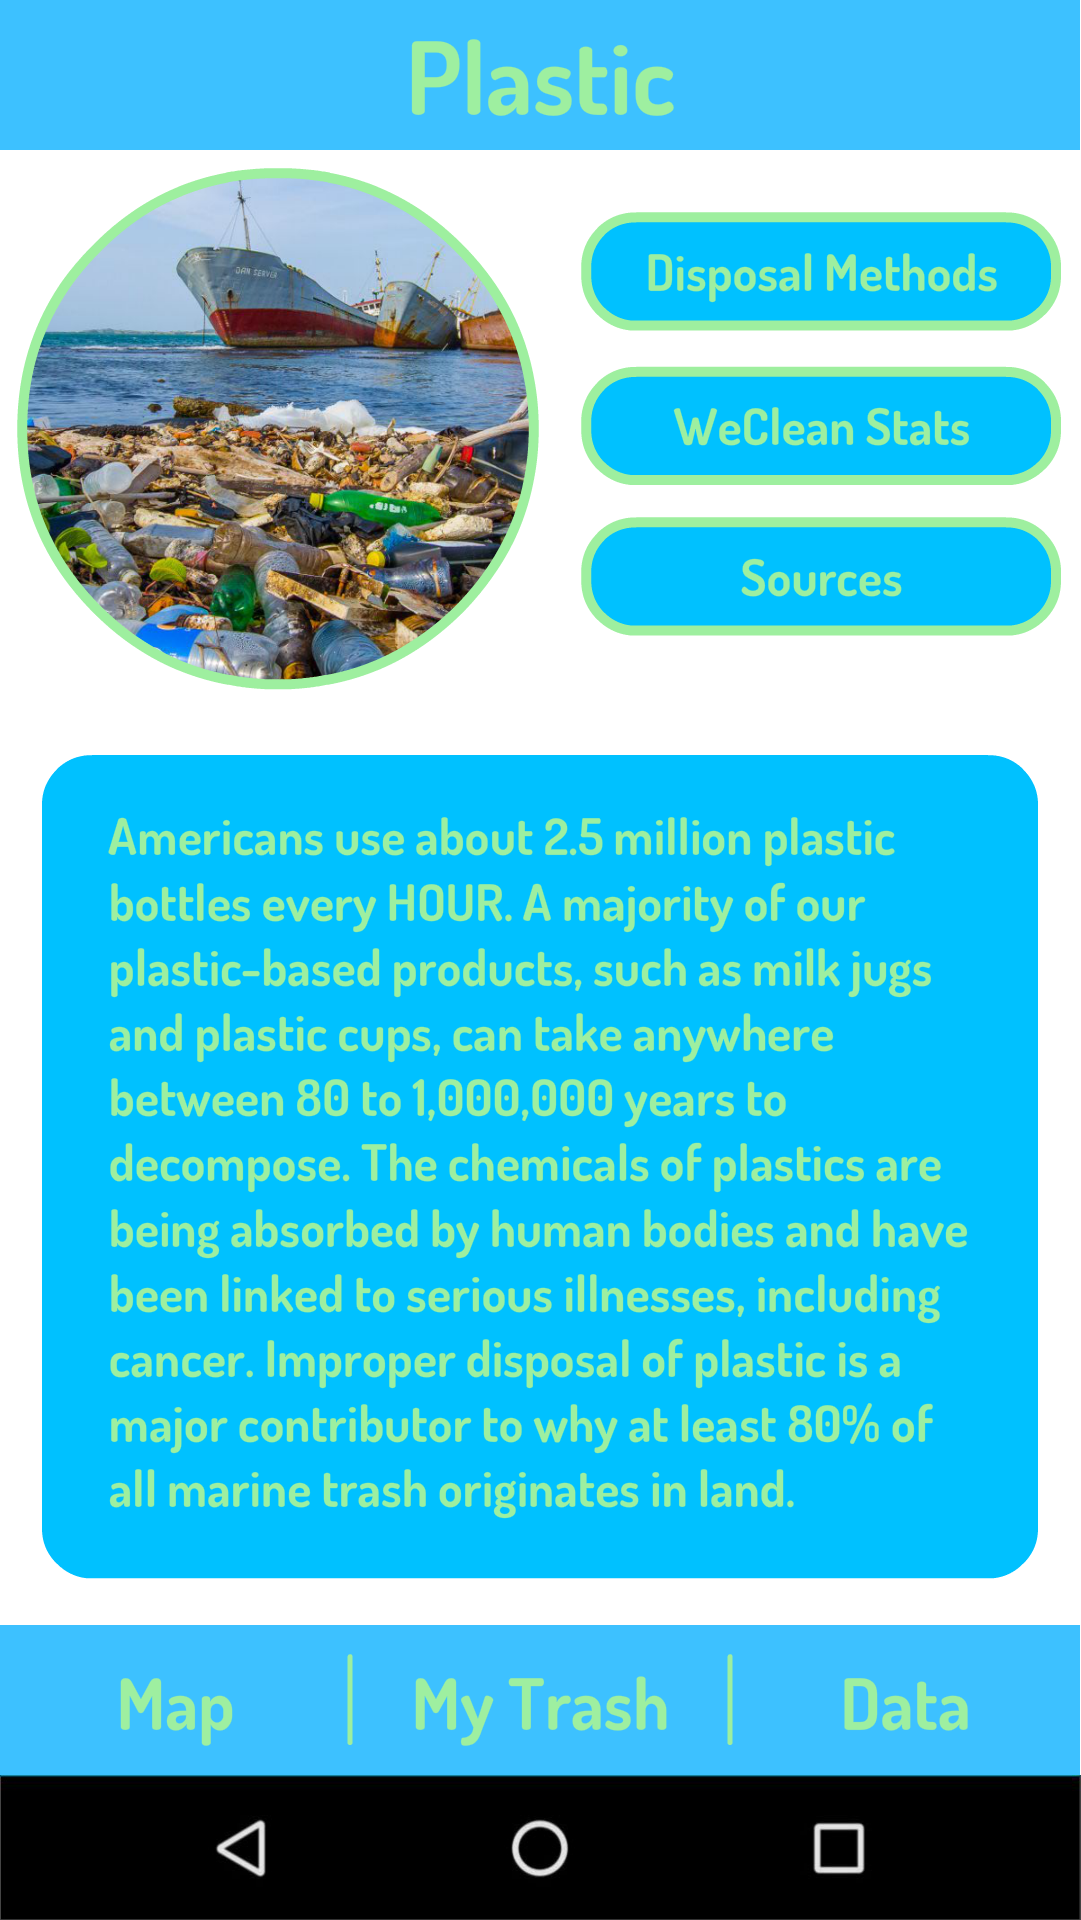 Plastic
DAN SERVER
Disposal Methods
WeClean Stats
Sources
Americans use about 2.5 million plastic
bottles every HOUR. A majority of our
plastic-based products, such as milk jugs
and plastic cups, can take anywhere
between 80 to 1,000,000 years to
decompose. The chemicals of plastics are
being absorbed by human bodies and have
been linked to serious illnesses, including
cancer. Improper disposal of plastic is a
major contributor to why at least 80% of
all marine trash originates in land.
Map
My Trash
Data